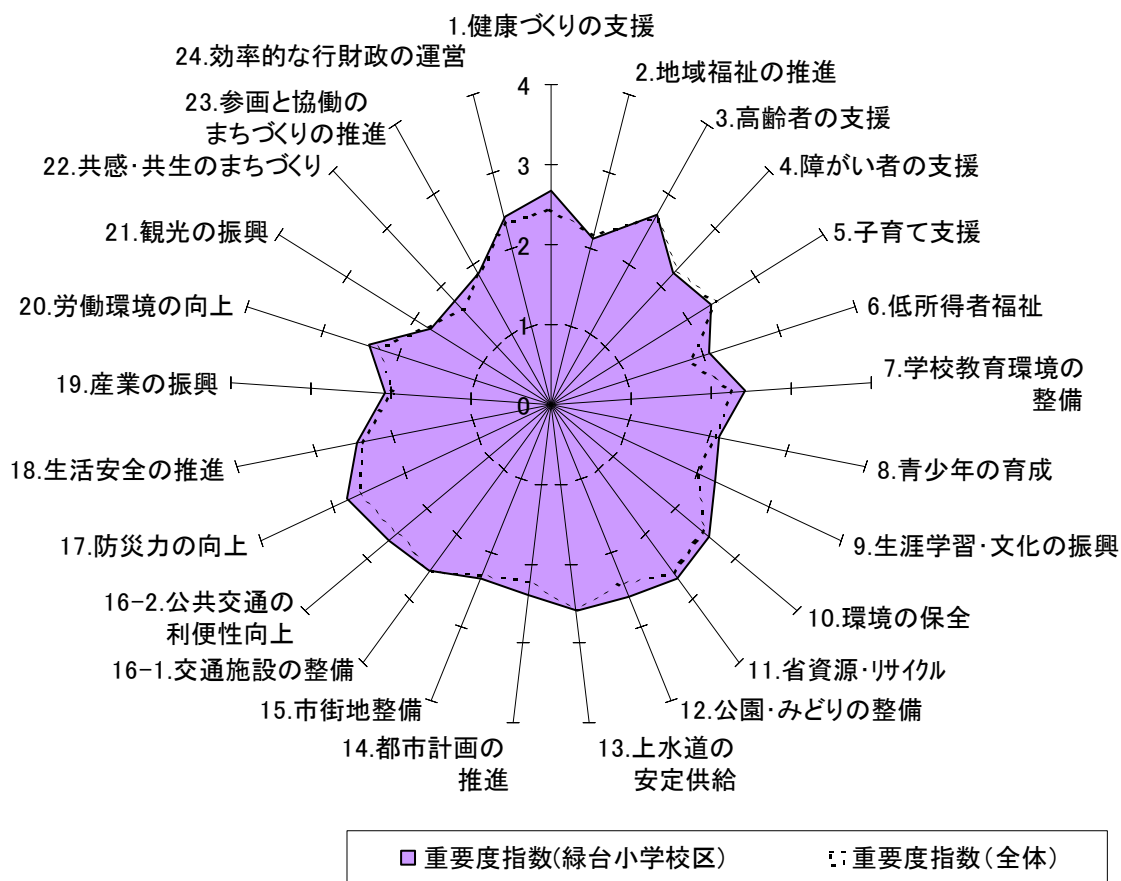 1.健康づくりの支援
2.地域福祉の推進
3.高齢者の支援
4.障がい者の支援
5.子育て支援
6.低所得者福祉
7.学校教育環境の
整備
8.青少年の育成
9.生涯学習・文化の振興
10.環境の保全
11.省資源・リサイクル
12.公園・みどりの整備
13.上水道の
安定供給
14.都市計画の
推進
15.市街地整備
16-1.交通施設の整備
16-2.公共交通の
利便性向上
17.防災力の向上
18.生活安全の推進
19.産業の振興
20.労働環境の向上
21.観光の振興
22.共感・共生のまちづくり
23.参画と協働の
まちづくりの推進
24.効率的な行財政の運営
4
3
2
1
0
重要度指数(緑台小学校区)
重要度指数(全体)